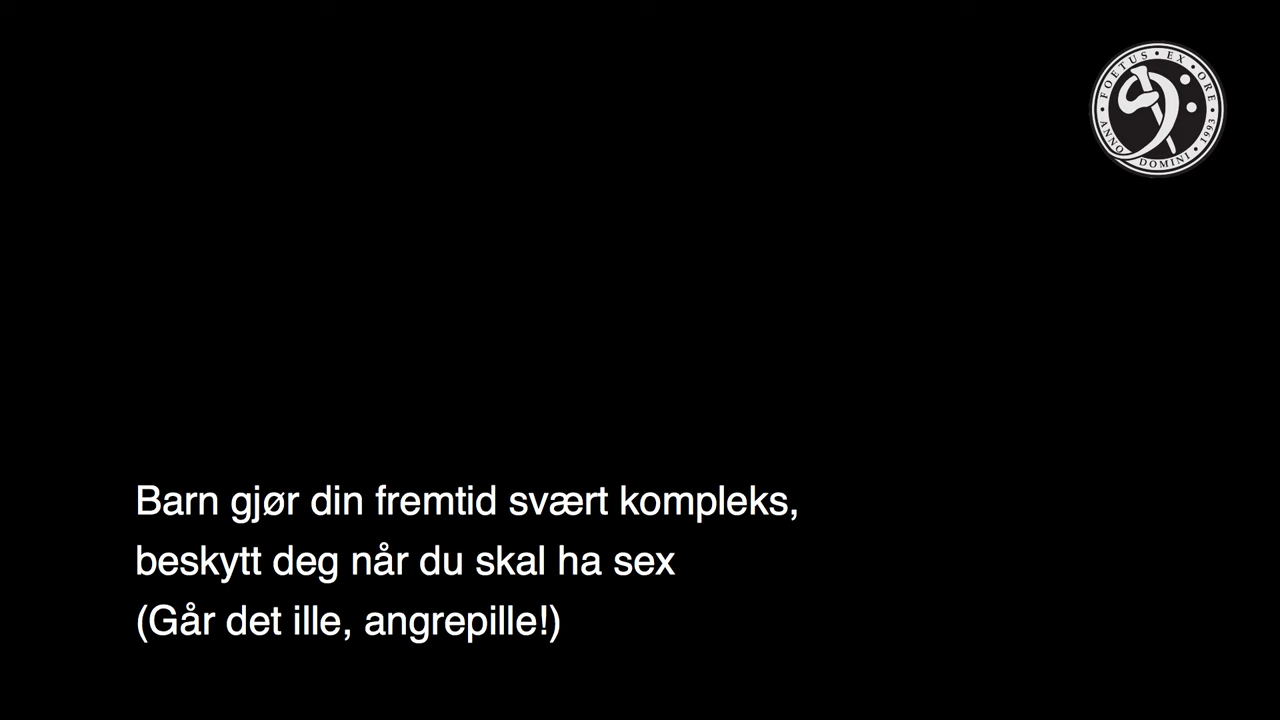 FOETUS • EX • ORE
ANNO DOMINI • 1993
Barn gjør din fremtid svært kompleks,
beskytt deg når du skal ha sex
(Går det ille, angrepille!)